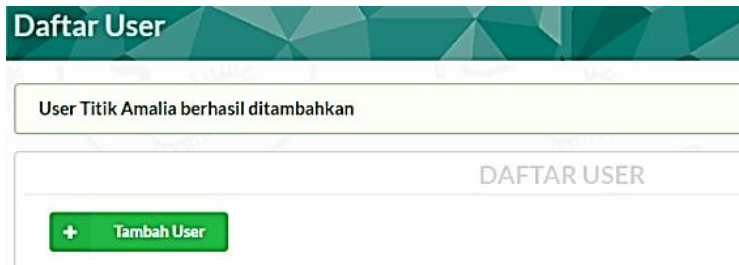 Daftar User
User Titik Amalia berhasil ditambahkan
DAFTAR USER
+ Tambah User